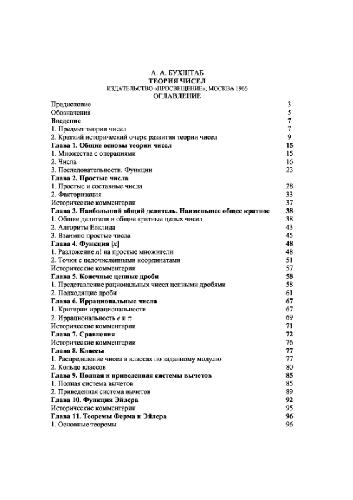 А. А. БУХШТАБ
ТЕОРИЯ ЧИСЕЛ
ИЗДАТЕЛЬСТВО «ПРОСВЕЩЕНИЕ», МОСКВА 1966
ОГЛАВЛЕНИЕ
Предисловие 3
Обозначения 5
Введение 7
1. Предмет теории чисел 7
2. Краткий исторический очерк развития теории чисел 9
Глава 1. Общие основы теории чисел 15
1. Множества с операциями 15
2. Числа 16
3. Последовательности. Функции 23
Глава 2. Простые числа
1. Простые и составные числа 28
2. Факторизация 33
Исторические комментарии 37
Глава 3. Наибольший общий делитель. Наименьшее общее кратное 38
1. Общие делители и общие кратные целых чисел 38
2. Алгоритм Евклида 43
3. Взаимно простые числа 45
Глава 4. Функция [x] 48
1. Разложение n! на простые множители 48
2. Точки с целочисленными координатами 51
Исторические комментарии 57
Глава 5. Конечные цепные дроби 58
1. Представление рациональных чисел цепными дробями 58
2. Подходящие дроби 61
Глава 6. Иррациональные числа 67
1. Критерии иррациональности 67
2. Иррациональность e и π 69
Исторические комментарии 71
Глава 7. Сравнения 72
Исторические комментарии 76
Глава 8. Классы 77
1. Распределение чисел в классах по заданному модулю 77
2. Кольцо классов 80
Глава 9. Полная и приведенная системы вычетов 85
1. Полная система вычетов 85
2. Приведенная система вычетов 89
Глава 10. Функция Эйлера 92
Исторические комментарии 95
Глава 11. Теоремы Ферма и Эйлера 96
1. Основные теоремы 96